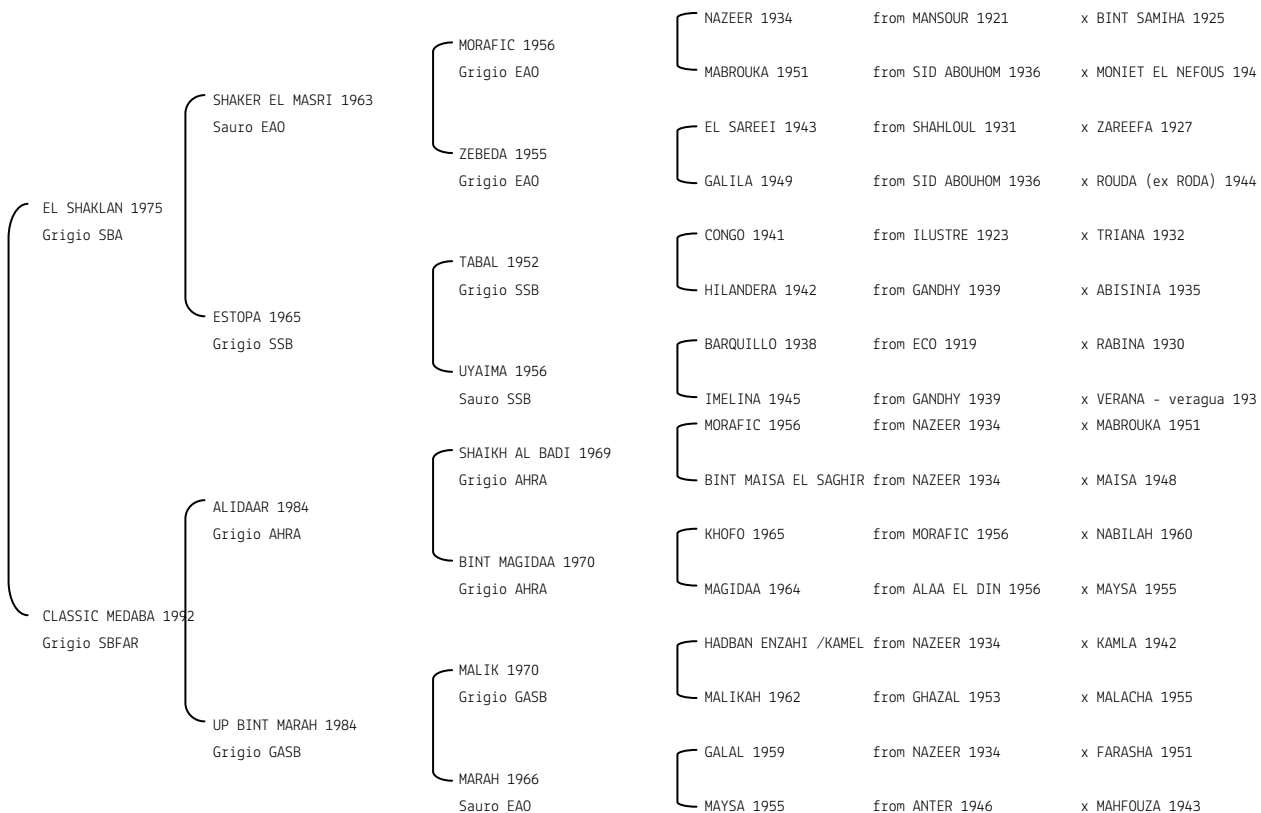 NAZEER 1934 from MANSOUR 1921 x BINT SAMIHA 1925
MORAFIC 1956
Grigio EAO MABROUKA 1951 from SID ABOUHOM 1936 x MONIET EL NEFOUS 194
SHAKER EL MASRI 1963
Sauro EAO EL SAREEI 1943 from SHAHLOUL 1931 x ZAREEFA 1927
ZEBEDA 1955
Grigio EAO GALILA 1949 from SID ABOUHOM 1936 x ROUDA (ex RODA) 1944
EL SHAKLAN 1975
Grigio SBA CONGO 1941 from ILUSTRE 1923 x TRIANA 1932
TABAL 1952
Grigio SSB HILANDERA 1942 from GANDHY 1939 x ABISINIA 1935
ESTOPA 1965
Grigio SSB BARQUILLO 1938 from ECO 1919 x RABINA 1930
UYAIMA 1956
Sauro SSB IMELINA 1945 from GANDHY 1939 x VERANA - veragua 193
MORAFIC 1956 from NAZEER 1934 x MABROUKA 1951
SHAIKH AL BADI 1969
Grigio AHRA BINT MAISA EL SAGHIR from NAZEER 1934 x MAISA 1948
ALIDAAR 1984
Grigio AHRA KHOFO 1965 from MORAFIC 1956 x NABILAH 1960
BINT MAGIDAA 1970
Grigio AHRA MAGIDAA 1964 from ALAA EL DIN 1956 x MAYSA 1955
CLASSIC MEDABA 1992
Grigio SBFAR HADBAN ENZAHI /KAMEL from NAZEER 1934 x KAMLA 1942
MALIK 1970
Grigio GASB MALIKAH 1962 from GHAZAL 1953 x MALACHA 1955
UP BINT MARAH 1984
Grigio GASB GALAL 1959 from NAZEER 1934 x FARASHA 1951
MARAH 1966
Sauro EAO MAYSA 1955 from ANTER 1946 x MAHFOUZA 1943